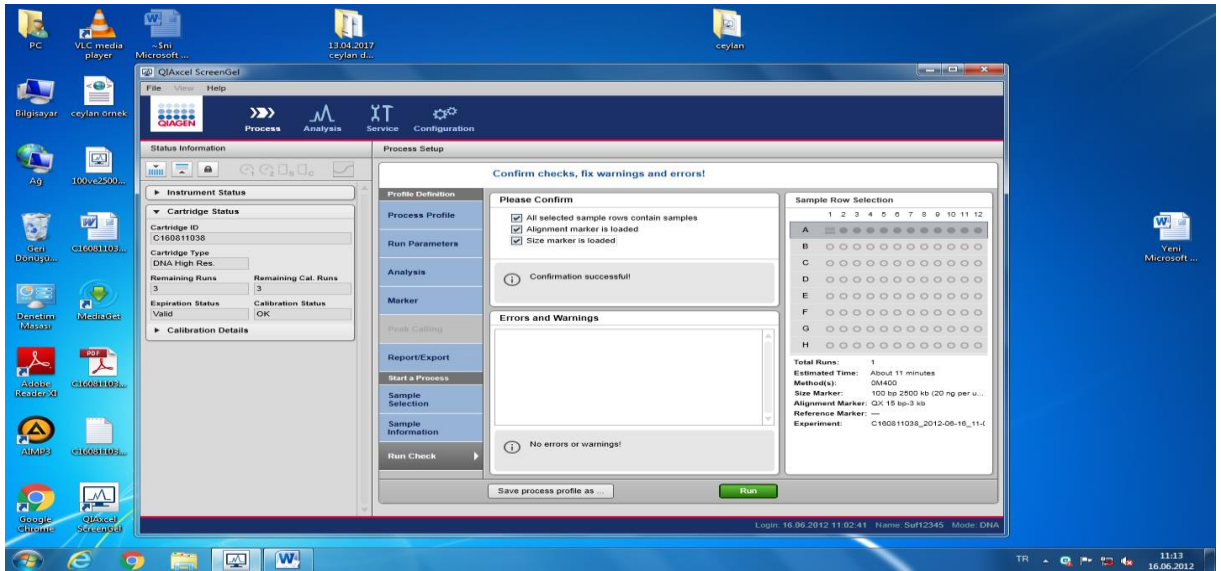 PC
VLC media
player
~Sni
Microsoft ...
13.04.2017
ceylan d...
ceylan
Bilgisayar
ceylan örnek
Ağ
100ve2500...
Geri
Dönüşü...
C16081103...
Denetim
Masası
MediaGet
Adobe
Reader XI
C16081103...
AIMP3
C16081103...
Google
Chrome
QIAxcel
ScreenGel
Yeni
Microsoft ...
QIAxcel ScreenGel
File View Help
QIAGEN
Process Analysis Service Configuration
Status Information
Instrument Status
Cartridge Status
Cartridge ID
C160811038
Cartridge Type
DNA High Res.
Remaining Runs Remaining Cal. Runs
3 3
Expiration Status Calibration Status
Valid OK
Calibration Details
Process Setup
Confirm checks, fix warnings and errors!
Profile Definition
Process Profile
Run Parameters
Analysis
Marker
Peak Calling
Report/Export
Start a Process
Sample
Selection
Sample
Information
Run Check
Please Confirm
All selected sample rows contain samples
Alignment marker is loaded
Size marker is loaded
Confirmation successful!
Errors and Warnings
No errors or warnings!
Sample Row Selection
1 2 3 4 5 6 7 8 9 10 11 12
A
B
C
D
E
F
G
H
Total Runs: 1
Estimated Time: About 11 minutes
Method(s): 0M400
Size Marker: 100 bp 2500 kb (20 ng per u...
Alignment Marker: QX 15 bp-3 kb
Reference Marker: —
Experiment: C160811038_2012-06-16_11-(
Save process profile as ...
Run
Login: 16.06.2012 11:02:41 Name: Suf12345 Mode: DNA
TR
11:13
16.06.2012